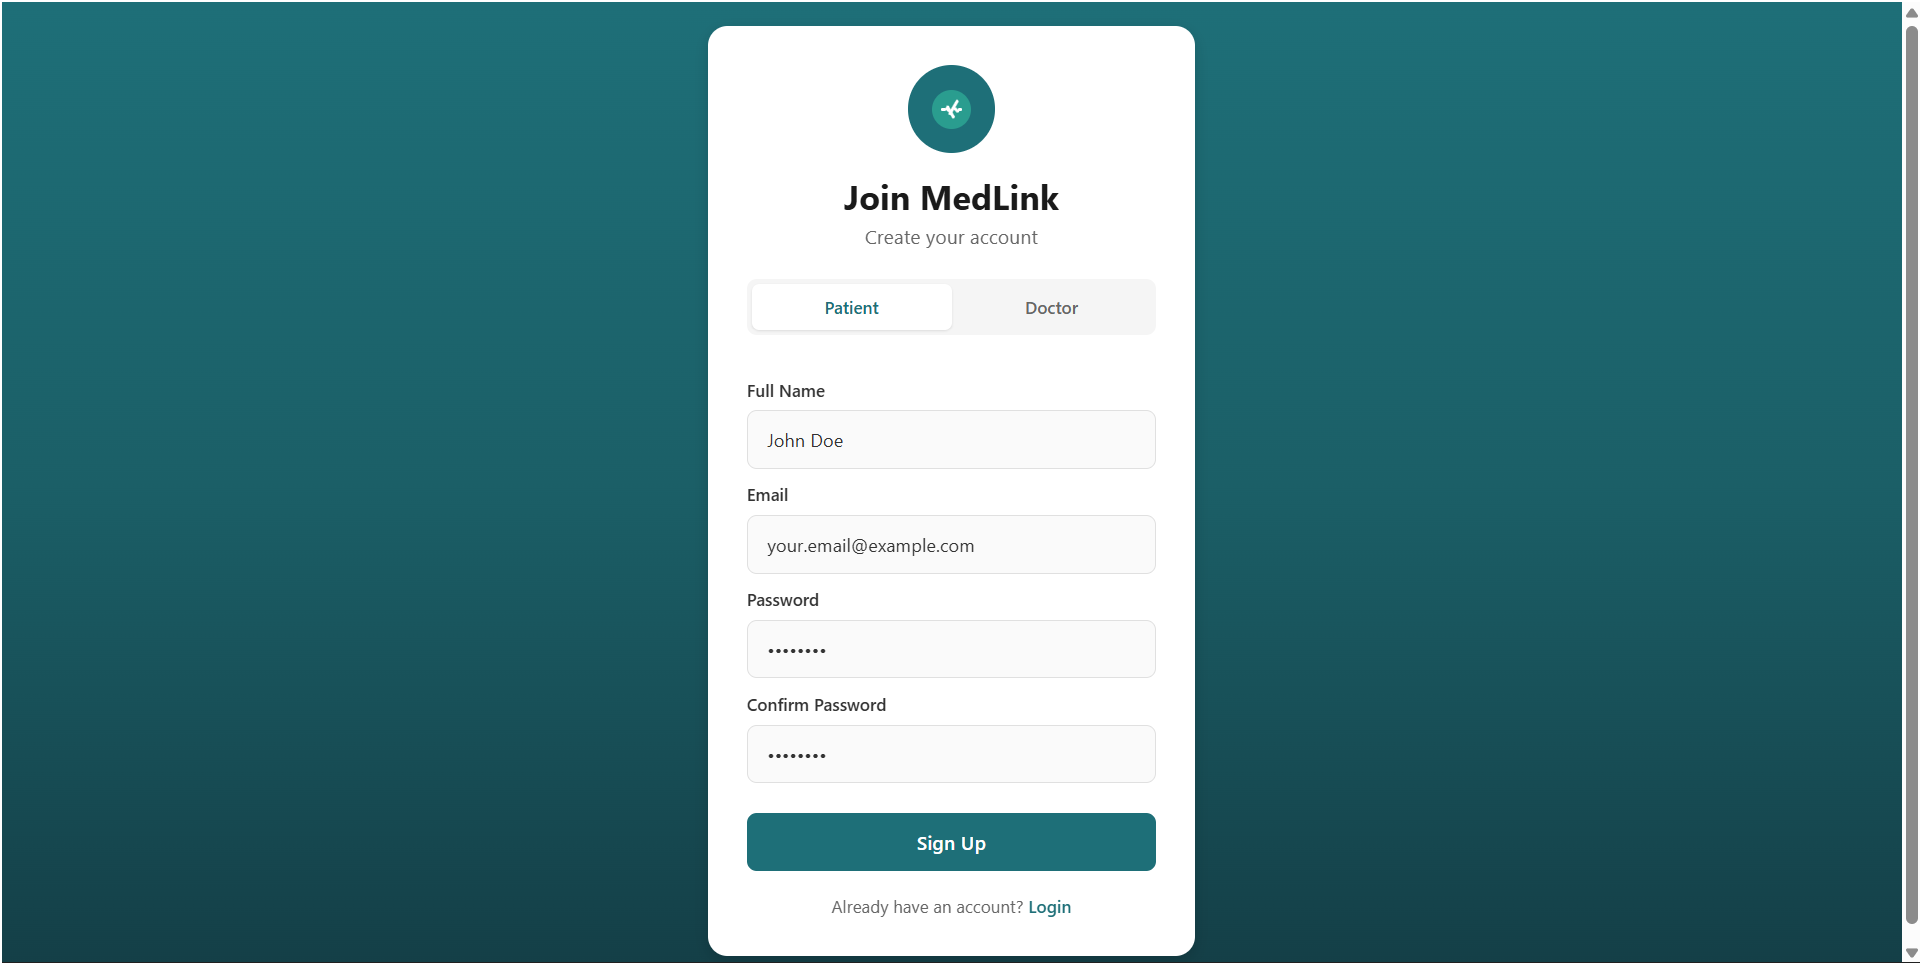 Join MedLink
Create your account
Patient Doctor
Full Name
John Doe
Email
your.email@example.com
Password
••••••••
Confirm Password
••••••••
Sign Up
Already have an account? Login